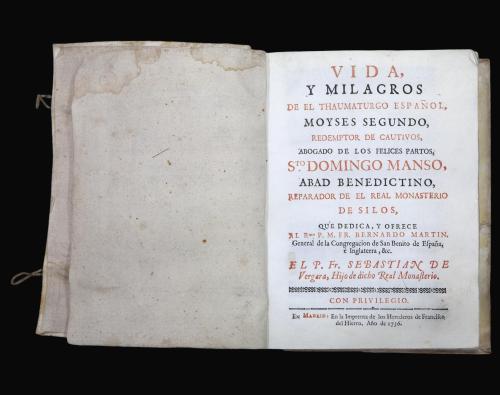 VIDA,
Y MILAGROS
DE EL THAUMATURGO ESPAÑOL,
MOYSES SEGUNDO,
REDEMPTOR DE CAUTIVOS,
ABOGADO DE LOS FELICES PARTOS,
S.TO DOMINGO MANSO,
ABAD BENEDICTINO,
REPARADOR DE EL REAL MONASTERIO
DE SILOS,
QUE DEDICA, Y OFRECE
AL Rmo P. M. FR. BERNARDO MARTIN,
General de la Congregacion de San Benito de España,
è Inglaterra, &c.
EL P. Fr. SEBASTIAN DE
Vergara, Hijo de dicho Real Monasterio.
CON PRIVILEGIO.
EN MADRID: En la Imprenta de los Herederos de Francisco
del Hierro, Año de 1736.